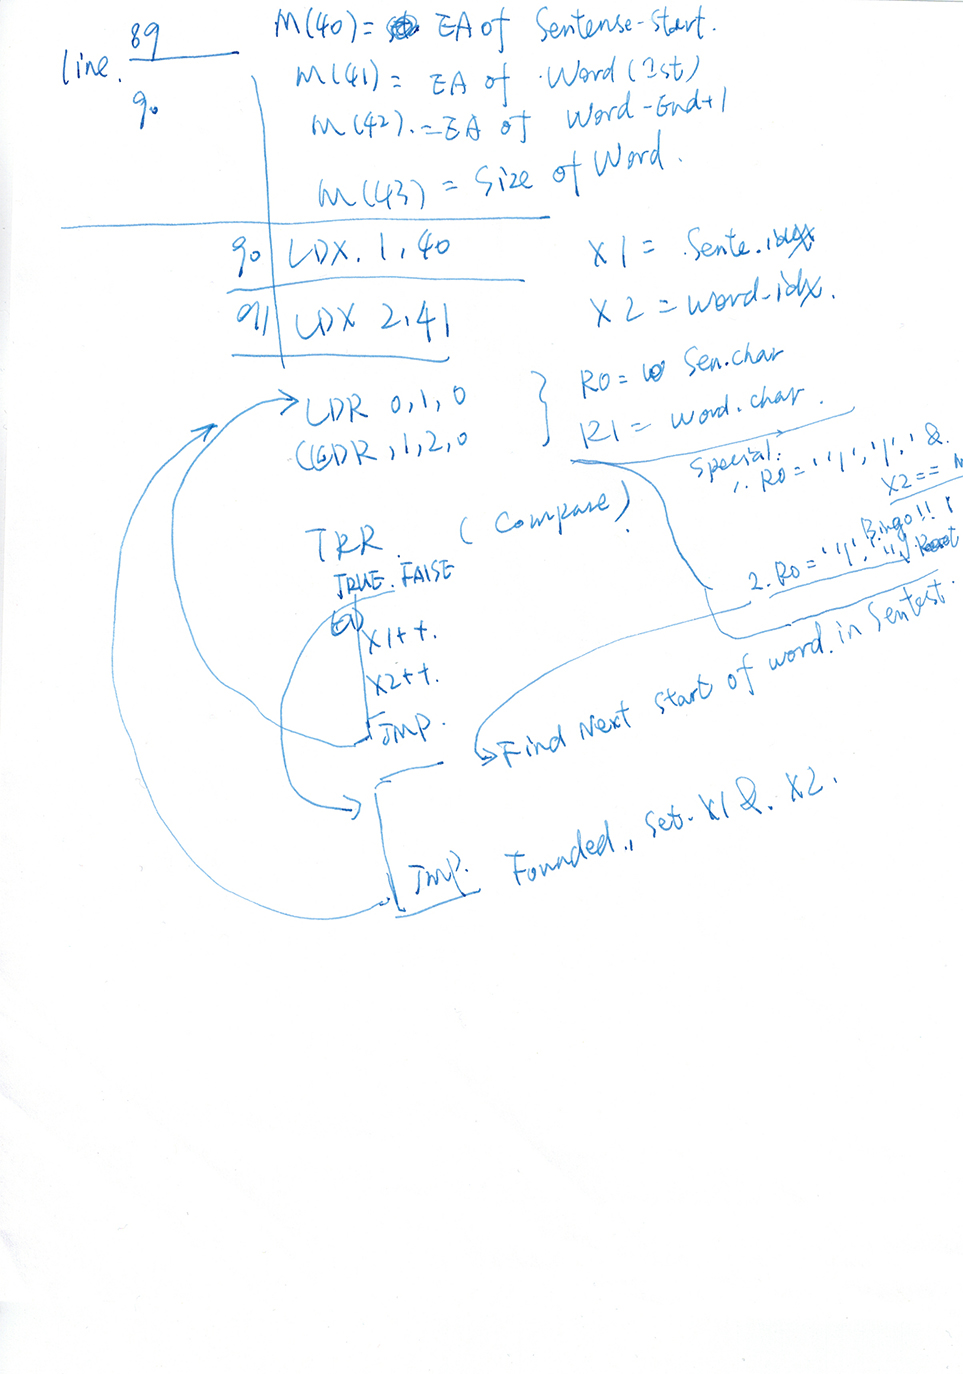 line. 89
90
M(40) = EA of Sentense-Start.
M(41) = EA of Word (1st)
M(42). = EA of Word-End+1
M(43) = Size of Word.
90 LDX. 1, 40
X1 = Sente.idx
91 LDX 2,41
X2 = word-idx.
LDR 0,1,0
R0 = Sen.char
LDR, 1,2,0
R1 = word.char.
Special:
1. R0 = ' ' &
X2 ==
Bingo!!
TRR. (Compare)
TRUE. FALSE
2. R0 =
X1++.
X2++.
JMP.
Find Next start of word. in Sentest.
JMP. Founded., Set. X1 &. X2.